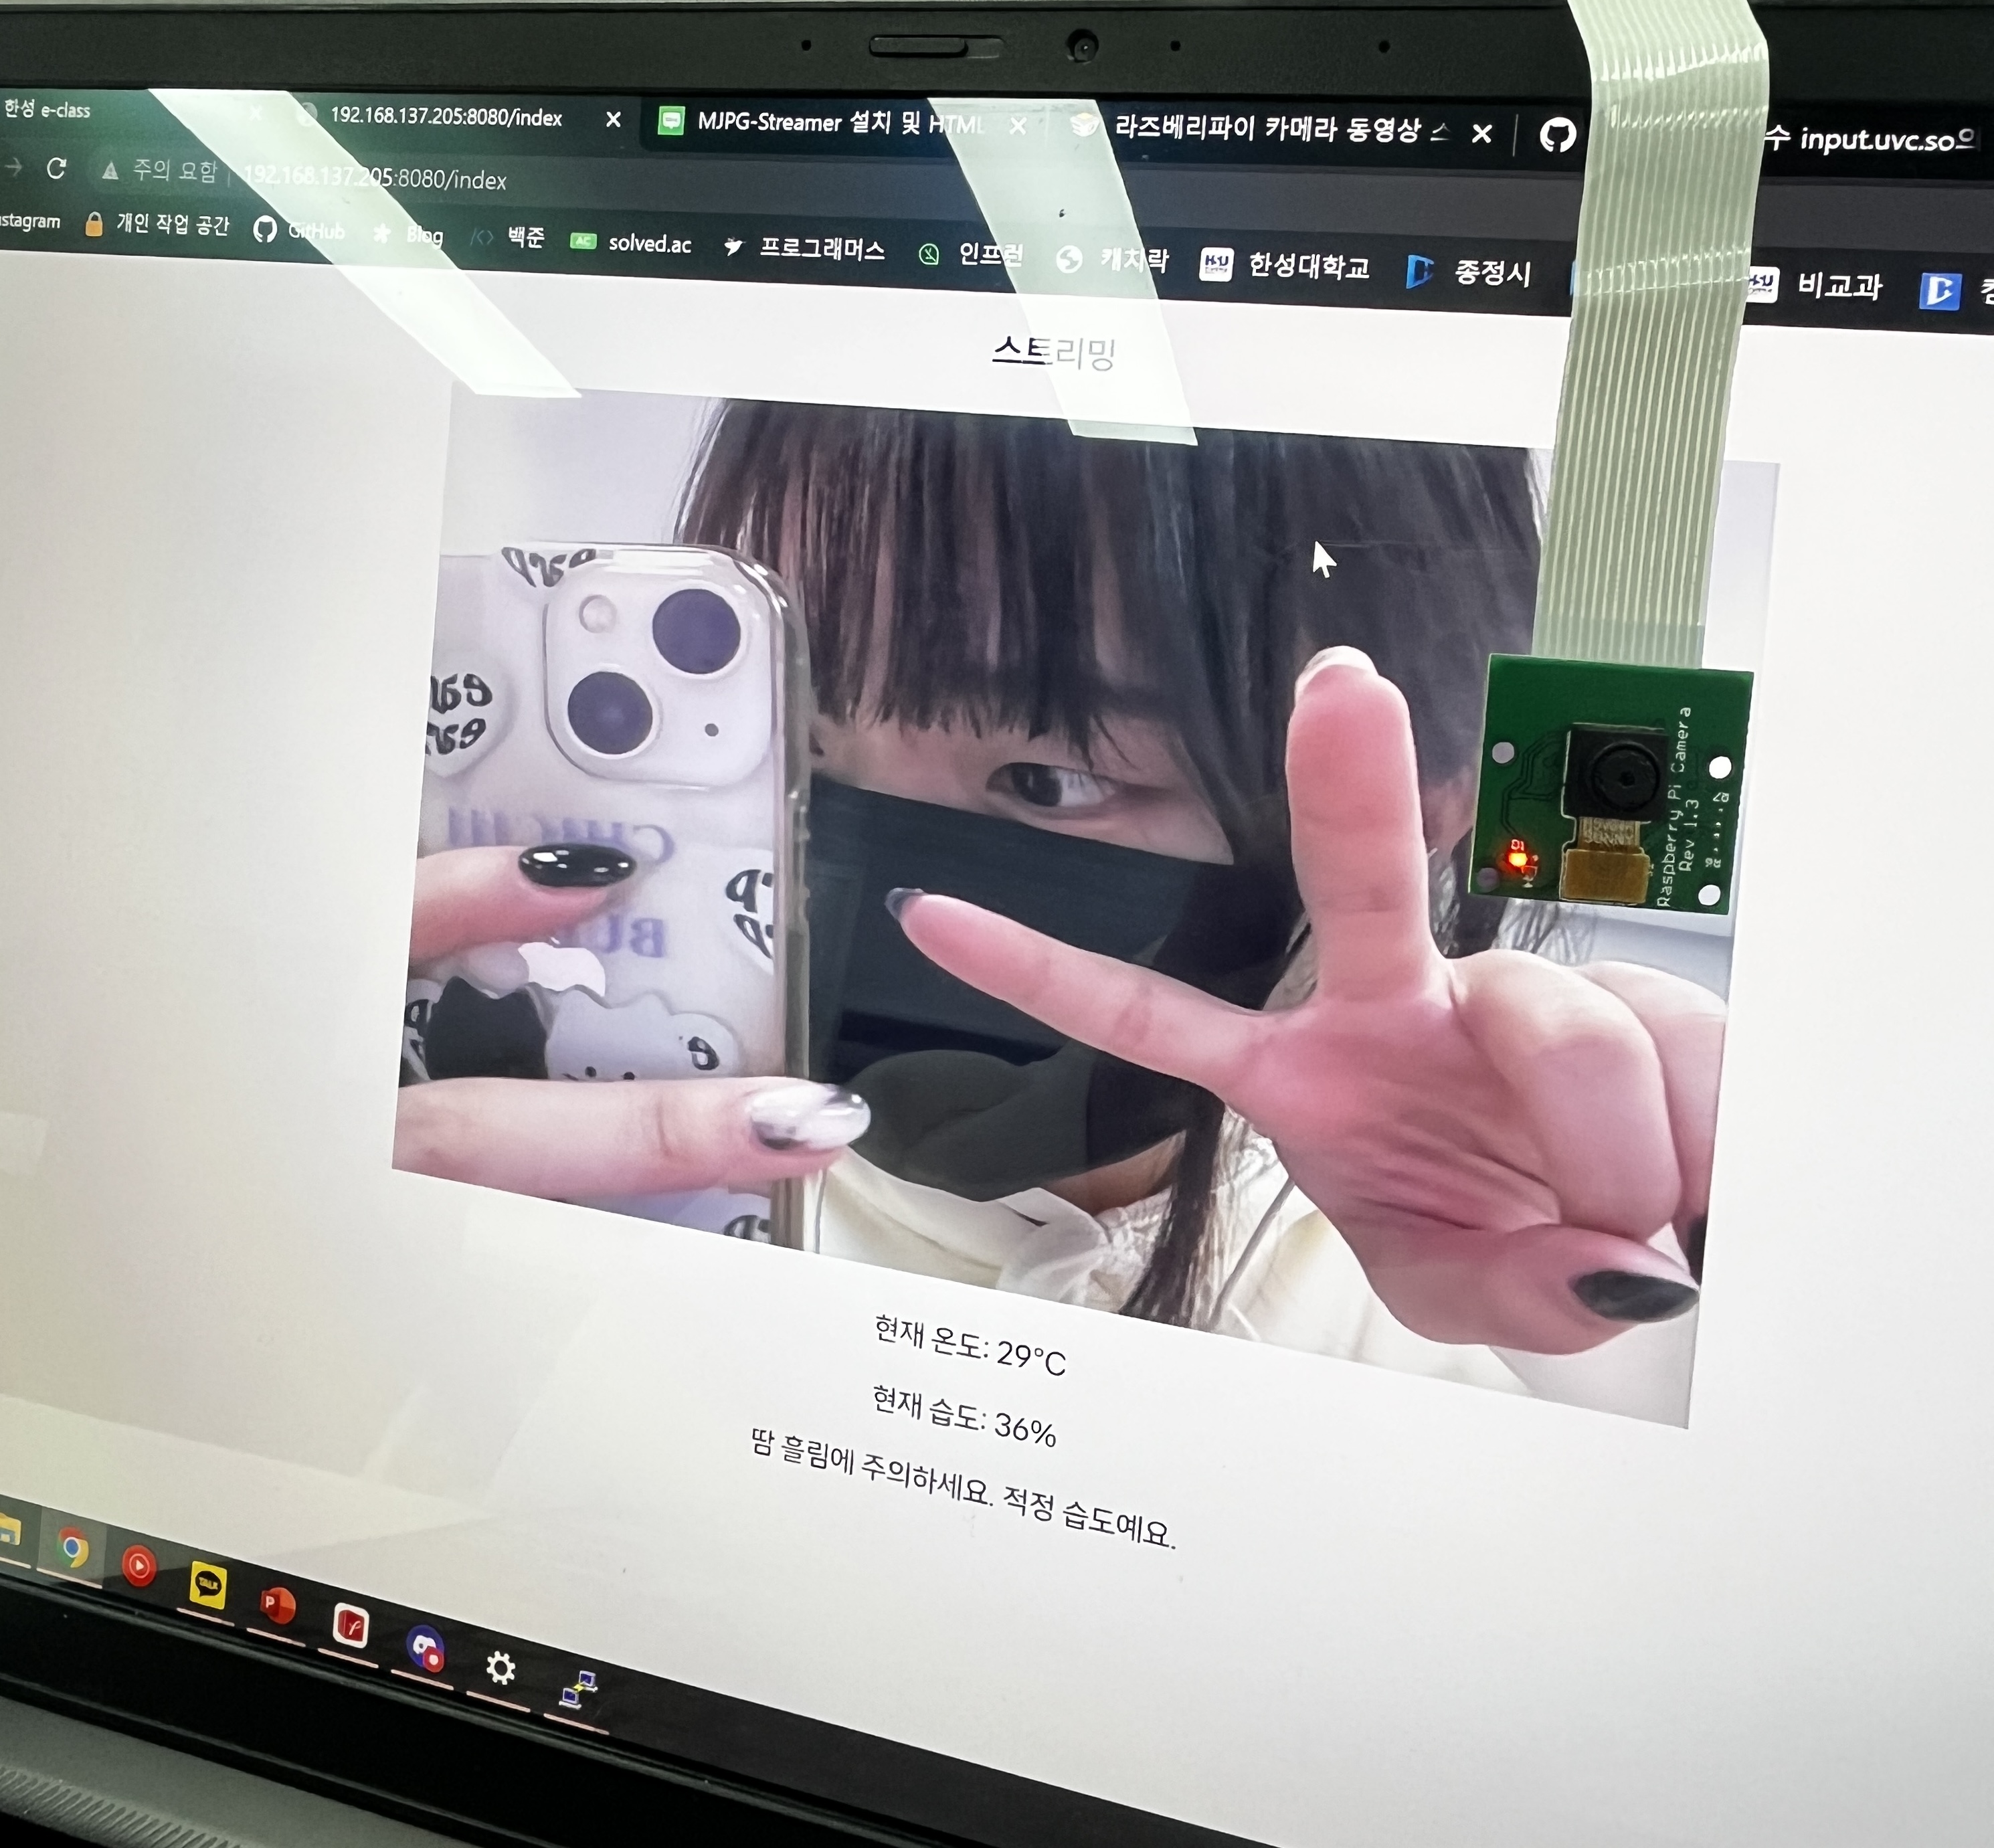 한성 e-class
192.168.137.205:8080/index
MJPG-Streamer 설치 및 HTML
라즈베리파이 카메라 동영상 스
수 input.uvc.so의
주의 요함
192.168.137.205:8080/index
stagram
개인 작업 공간
GitHub
Blog
백준
AC
solved.ac
프로그래머스
인프런
캐치락
HSU
한성대학교
종정시
비교과
스트리밍
Raspberry Pi Camera
Rev 1.3
D1
현재 온도: 29°C
현재 습도: 36%
땀 흘림에 주의하세요. 적정 습도예요.
TALK
P